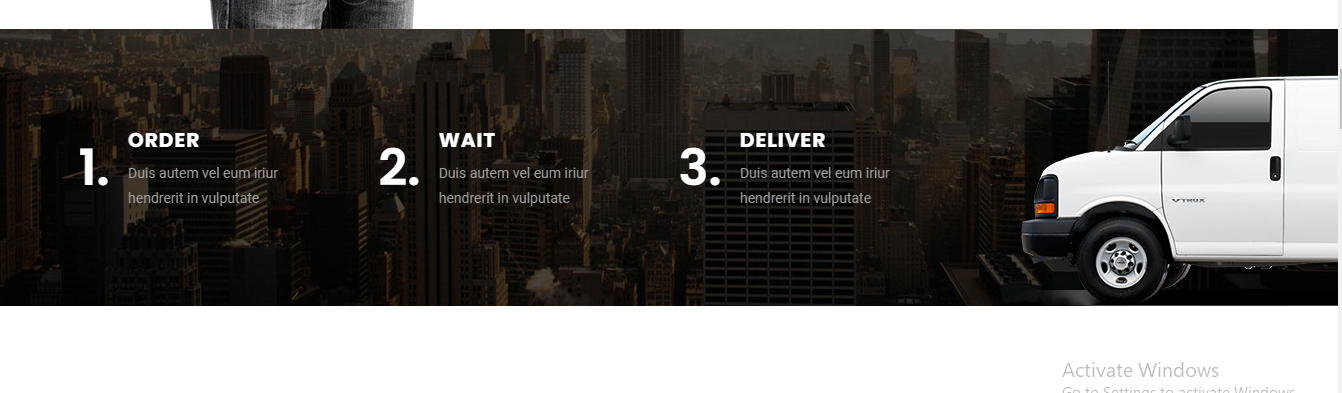 1.
ORDER
Duis autem vel eum iriur
hendrerit in vulputate
2.
WAIT
Duis autem vel eum iriur
hendrerit in vulputate
3.
DELIVER
Duis autem vel eum iriur
hendrerit in vulputate
VTRUX
Activate Windows
Go to Settings to activate Windows.